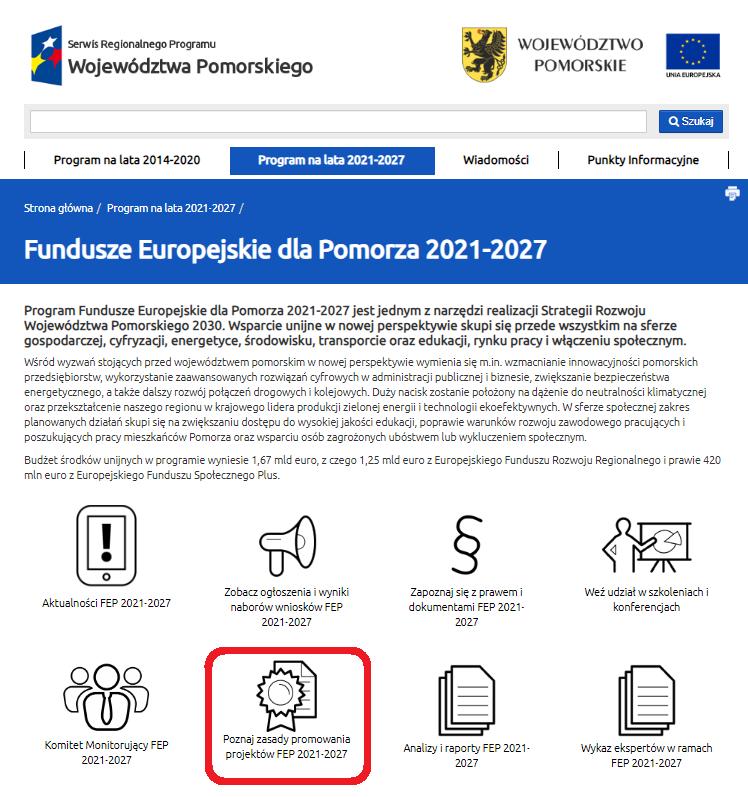 Serwis Regionalnego Programu
Województwa Pomorskiego
WOJEWÓDZTWO
POMORSKIE
UNIA EUROPEJSKA
Szukaj
Program na lata 2014-2020
Program na lata 2021-2027
Wiadomości
Punkty Informacyjne
Strona główna / Program na lata 2021-2027 /
Fundusze Europejskie dla Pomorza 2021-2027
Program Fundusze Europejskie dla Pomorza 2021-2027 jest jednym z narzędzi realizacji Strategii Rozwoju
Województwa Pomorskiego 2030. Wsparcie unijne w nowej perspektywie skupi się przede wszystkim na sferze
gospodarczej, cyfryzacji, energetyce, środowisku, transporcie oraz edukacji, rynku pracy i włączeniu społecznym.
Wśród wyzwań stojących przed województwem pomorskim w nowej perspektywie wymienia się m.in. wzmacnianie innowacyjności pomorskich
przedsiębiorstw, wykorzystanie zaawansowanych rozwiązań cyfrowych w administracji publicznej i biznesie, zwiększanie bezpieczeństwa
energetycznego, a także dalszy rozwój połączeń drogowych i kolejowych. Duży nacisk zostanie położony na dążenie do neutralności klimatycznej
oraz przekształcenie naszego regionu w krajowego lidera produkcji zielonej energii i technologii ekoefektywnych. W sferze społecznej zakres
planowanych działań skupi się na zwiększaniu dostępu do wysokiej jakości edukacji, poprawie warunków rozwoju zawodowego pracujących i
poszukujących pracy mieszkańców Pomorza oraz wsparciu osób zagrożonych ubóstwem lub wykluczeniem społecznym.
Budżet środków unijnych w programie wyniesie 1,67 mld euro, z czego 1,25 mld euro z Europejskiego Funduszu Rozwoju Regionalnego i prawie 420
mln euro z Europejskiego Funduszu Społecznego Plus.
Aktualności FEP 2021-2027
Zobacz ogłoszenia i wyniki
naborów wniosków FEP
2021-2027
Zapoznaj się z prawem i
dokumentami FEP 2021-
2027
Weź udział w szkoleniach i
konferencjach
Komitet Monitorujący FEP
2021-2027
Poznaj zasady promowania
projektów FEP 2021-2027
Analizy i raporty FEP 2021-
2027
Wykaz ekspertów w ramach
FEP 2021-2027